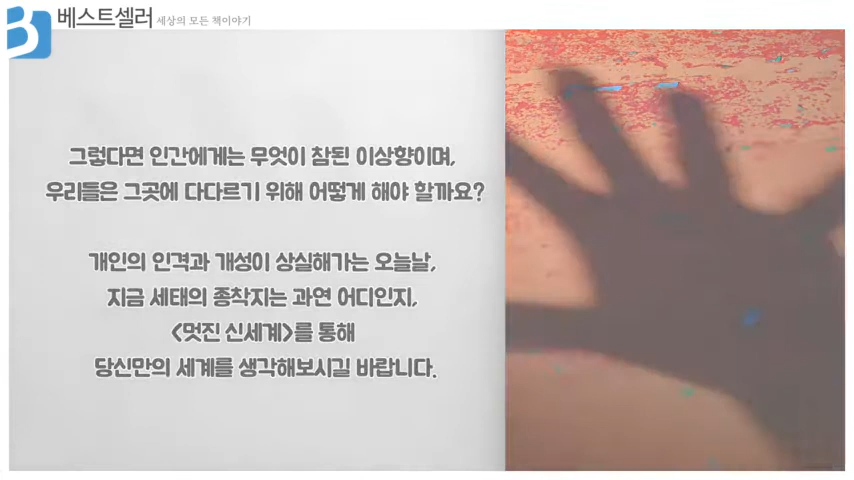 베스트셀러 세상의 모든 책이야기
그렇다면 인간에게는 무엇이 참된 이상향이며,
우리들은 그곳에 다다르기 위해 어떻게 해야 할까요?
개인의 인격과 개성이 상실해가는 오늘날,
지금 세태의 종착지는 과연 어디인지,
<멋진 신세계>를 통해
당신만의 세계를 생각해보시길 바랍니다.